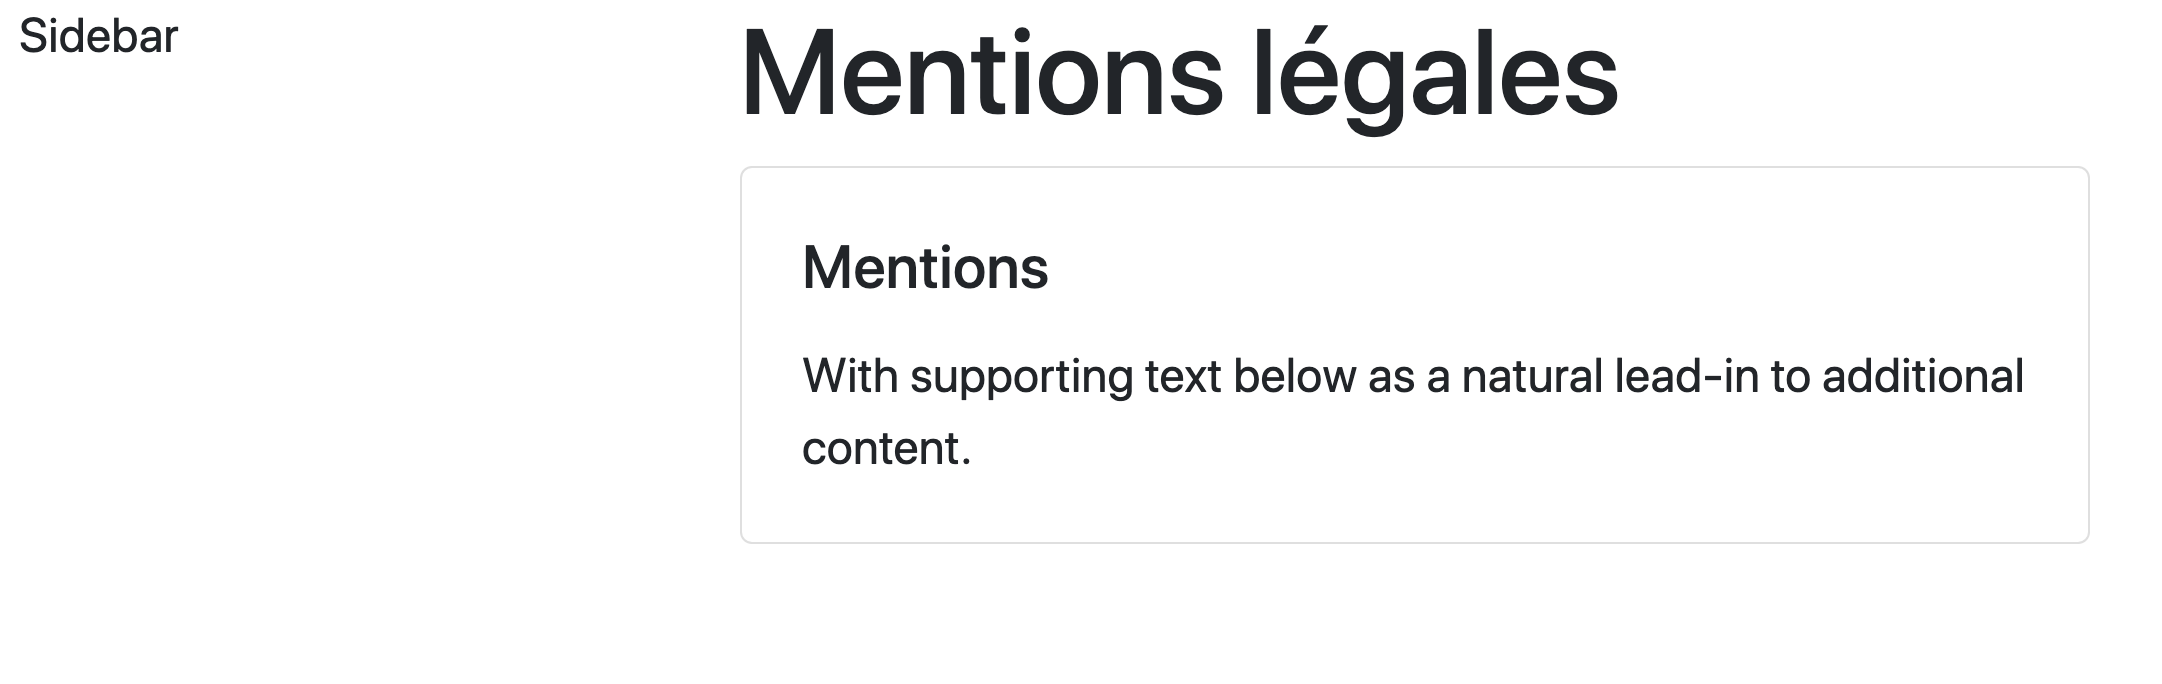 Sidebar
Mentions légales
Mentions
With supporting text below as a natural lead-in to additional
content.